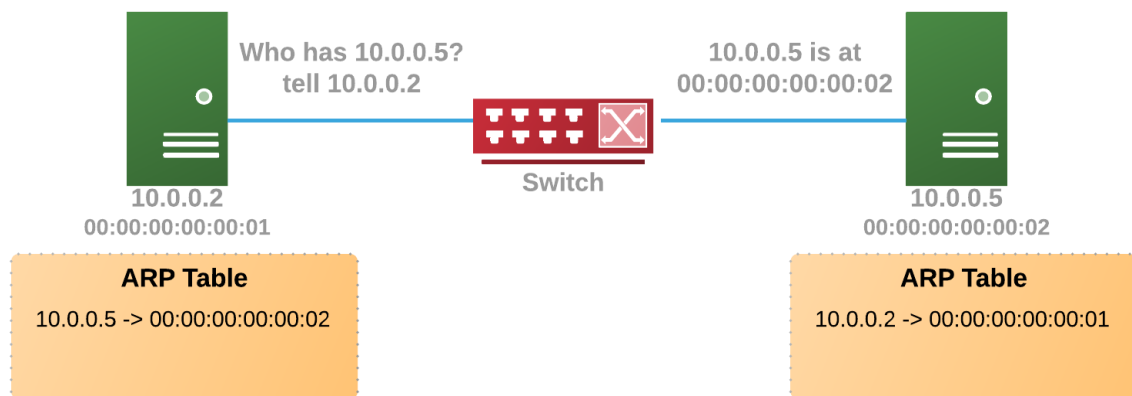 Who has 10.0.0.5?
tell 10.0.0.2
10.0.0.5 is at
00:00:00:00:00:02
Switch
10.0.0.2
00:00:00:00:00:01
10.0.0.5
00:00:00:00:00:02
ARP Table
10.0.0.5 -> 00:00:00:00:00:02
ARP Table
10.0.0.2 -> 00:00:00:00:00:01